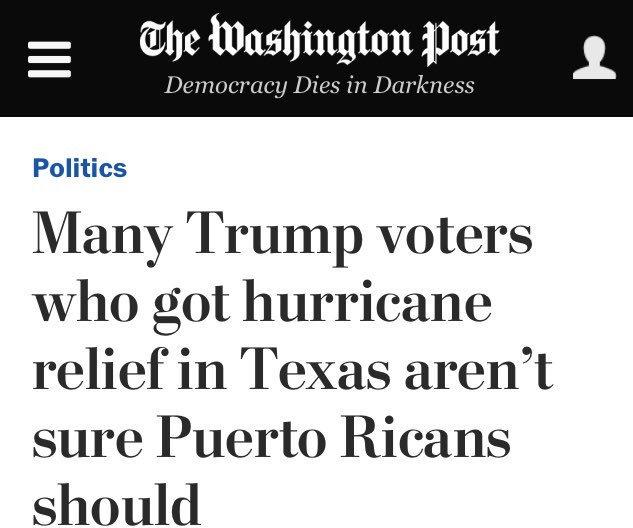 The Washington Post
Democracy Dies in Darkness
Politics
Many Trump voters
who got hurricane
relief in Texas aren’t
sure Puerto Ricans
should